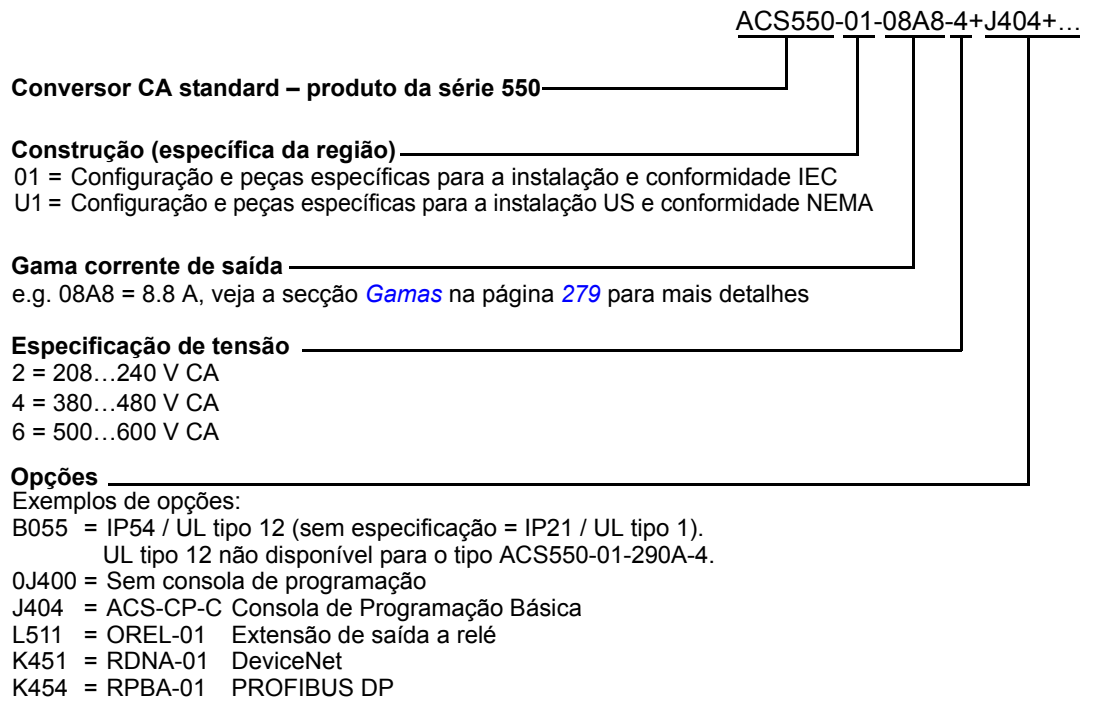 ACS550-01-08A8-4+J404+…
Conversor CA standard – produto da série 550
Construção (específica da região)
01 = Configuração e peças específicas para a instalação e conformidade IEC
U1 = Configuração e peças específicas para a instalação US e conformidade NEMA
Gama corrente de saída
e.g. 08A8 = 8.8 A, veja a secção Gamas na página 279 para mais detalhes
Especificação de tensão
2 = 208…240 V CA
4 = 380…480 V CA
6 = 500…600 V CA
Opções
Exemplos de opções:
B055 = IP54 / UL tipo 12 (sem especificação = IP21 / UL tipo 1).
UL tipo 12 não disponível para o tipo ACS550-01-290A-4.
0J400 = Sem consola de programação
J404 = ACS-CP-C Consola de Programação Básica
L511 = OREL-01 Extensão de saída a relé
K451 = RDNA-01 DeviceNet
K454 = RPBA-01 PROFIBUS DP